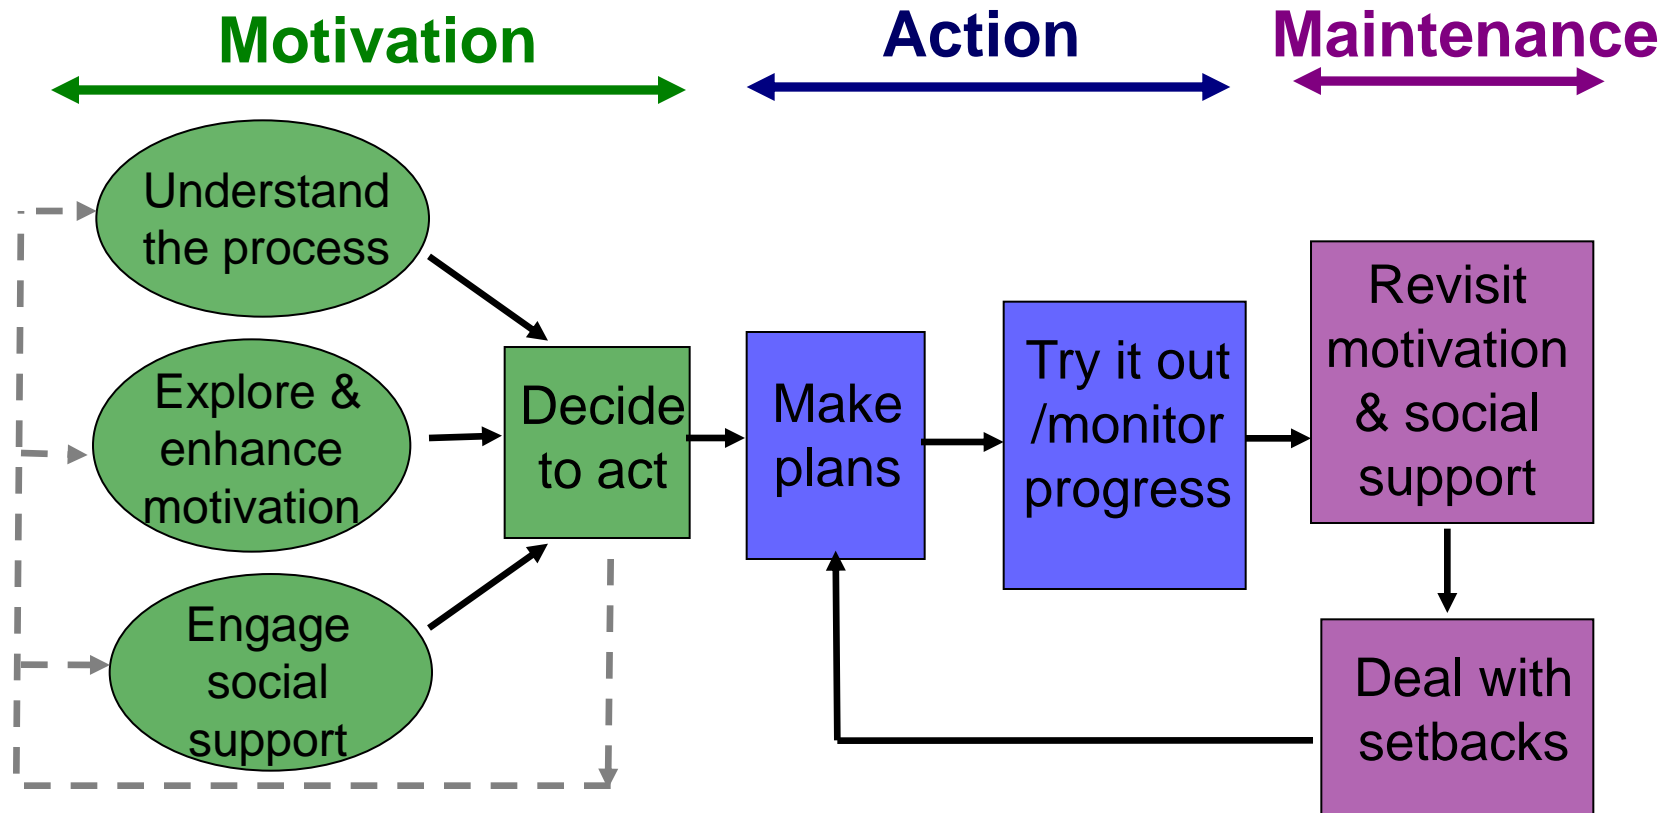 Motivation
Action
Maintenance
Understand
the process
Explore &
enhance
motivation
Engage
social
support
Decide
to act
Make
plans
Try it out
/monitor
progress
Revisit
motivation
& social
support
Deal with
setbacks